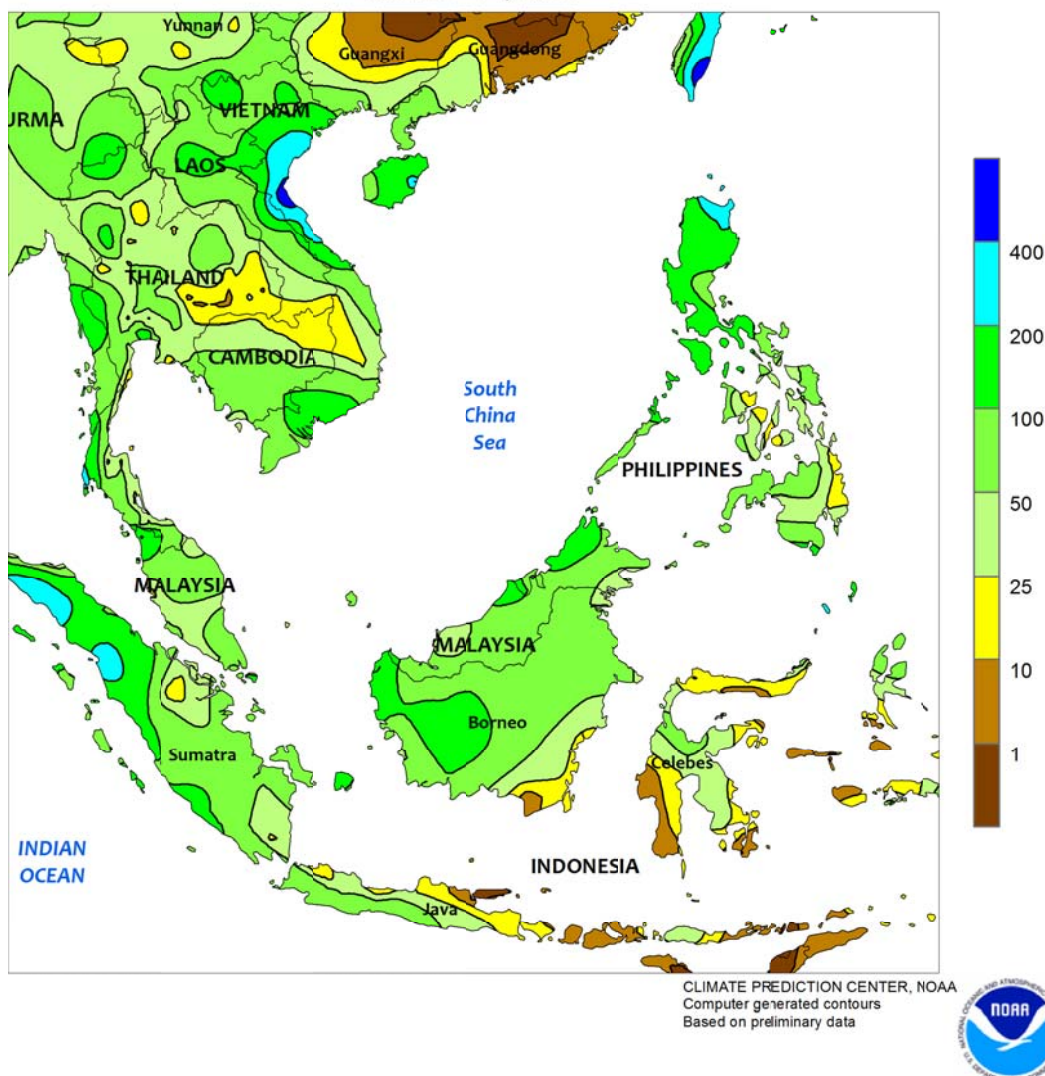 Yunnan
Guangxi
Guangdong
URMA
VIETNAM
LAOS
THAILAND
CAMBODIA
South
China
Sea
PHILIPPINES
MALAYSIA
MALAYSIA
Borneo
Sumatra
Celebes
INDIAN
OCEAN
INDONESIA
Java
400
200
100
50
25
10
1
CLIMATE PREDICTION CENTER, NOAA
Computer generated contours
Based on preliminary data
NOAA